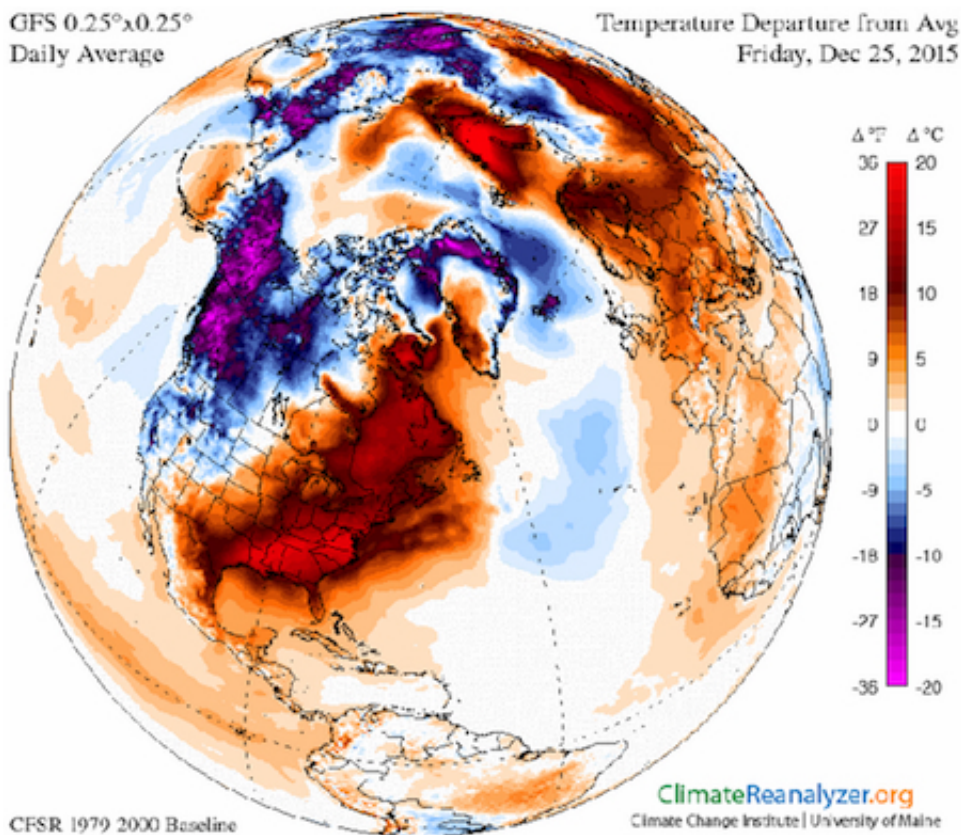 GFS 0.25°x0.25°
Daily Average
Temperature Departure from Avg
Friday, Dec 25, 2015
Δ °F Δ °C
36 20
27 15
18 10
9 5
0 0
-9 -5
-18 -10
-27 -15
-36 -20
ClimateReanalyzer.org
Climate Change Institute | University of Maine
CFSR 1979 2000 Baseline